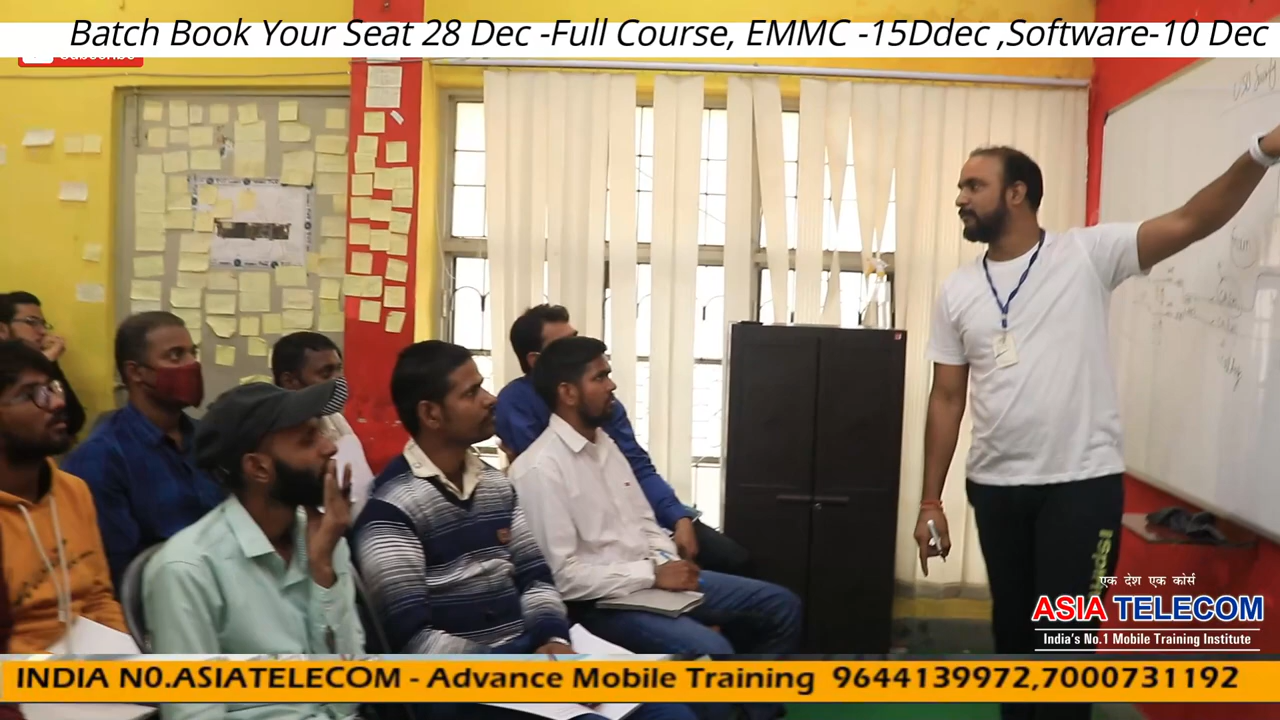 Batch Book Your Seat 28 Dec -Full Course, EMMC -15Ddec ,Software-10 Dec
Subscribe
एक देश एक कोर्स
ASIA TELECOM
India's No.1 Mobile Training Institute
INDIA N0.ASIATELECOM - Advance Mobile Training 9644139972,7000731192